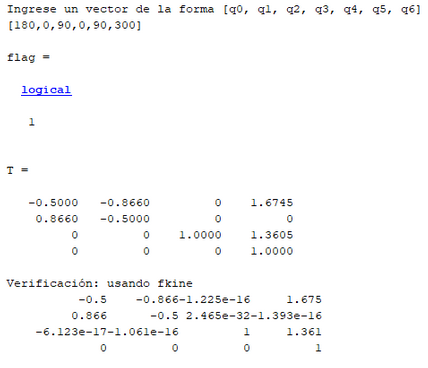 Ingrese un vector de la forma [q0, q1, q2, q3, q4, q5, q6]
[180,0,90,0,90,300]
flag =
logical
1
T =
-0.5000 -0.8660 0 1.6745
0.8660 -0.5000 0 0
0 0 1.0000 1.3605
0 0 0 1.0000
Verificación: usando fkine
-0.5 -0.866-1.225e-16 1.675
0.866 -0.5 2.465e-32-1.393e-16
-6.123e-17-1.061e-16 1 1.361
0 0 0 1